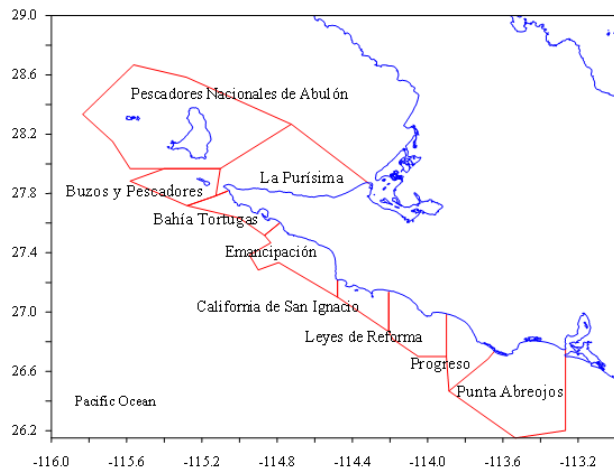 29.0
28.6
Pescadores Nacionales de Abulón
28.2
La Purísima
27.8
Buzos y Pescadores
Bahía Tortugas
27.4
Emancipación
27.0
California de San Ignacio
Leyes de Reforma
Progreso
26.6
Punta Abreojos
Pacific Ocean
26.2
-116.0 -115.6 -115.2 -114.8 -114.4 -114.0 -113.6 -113.2